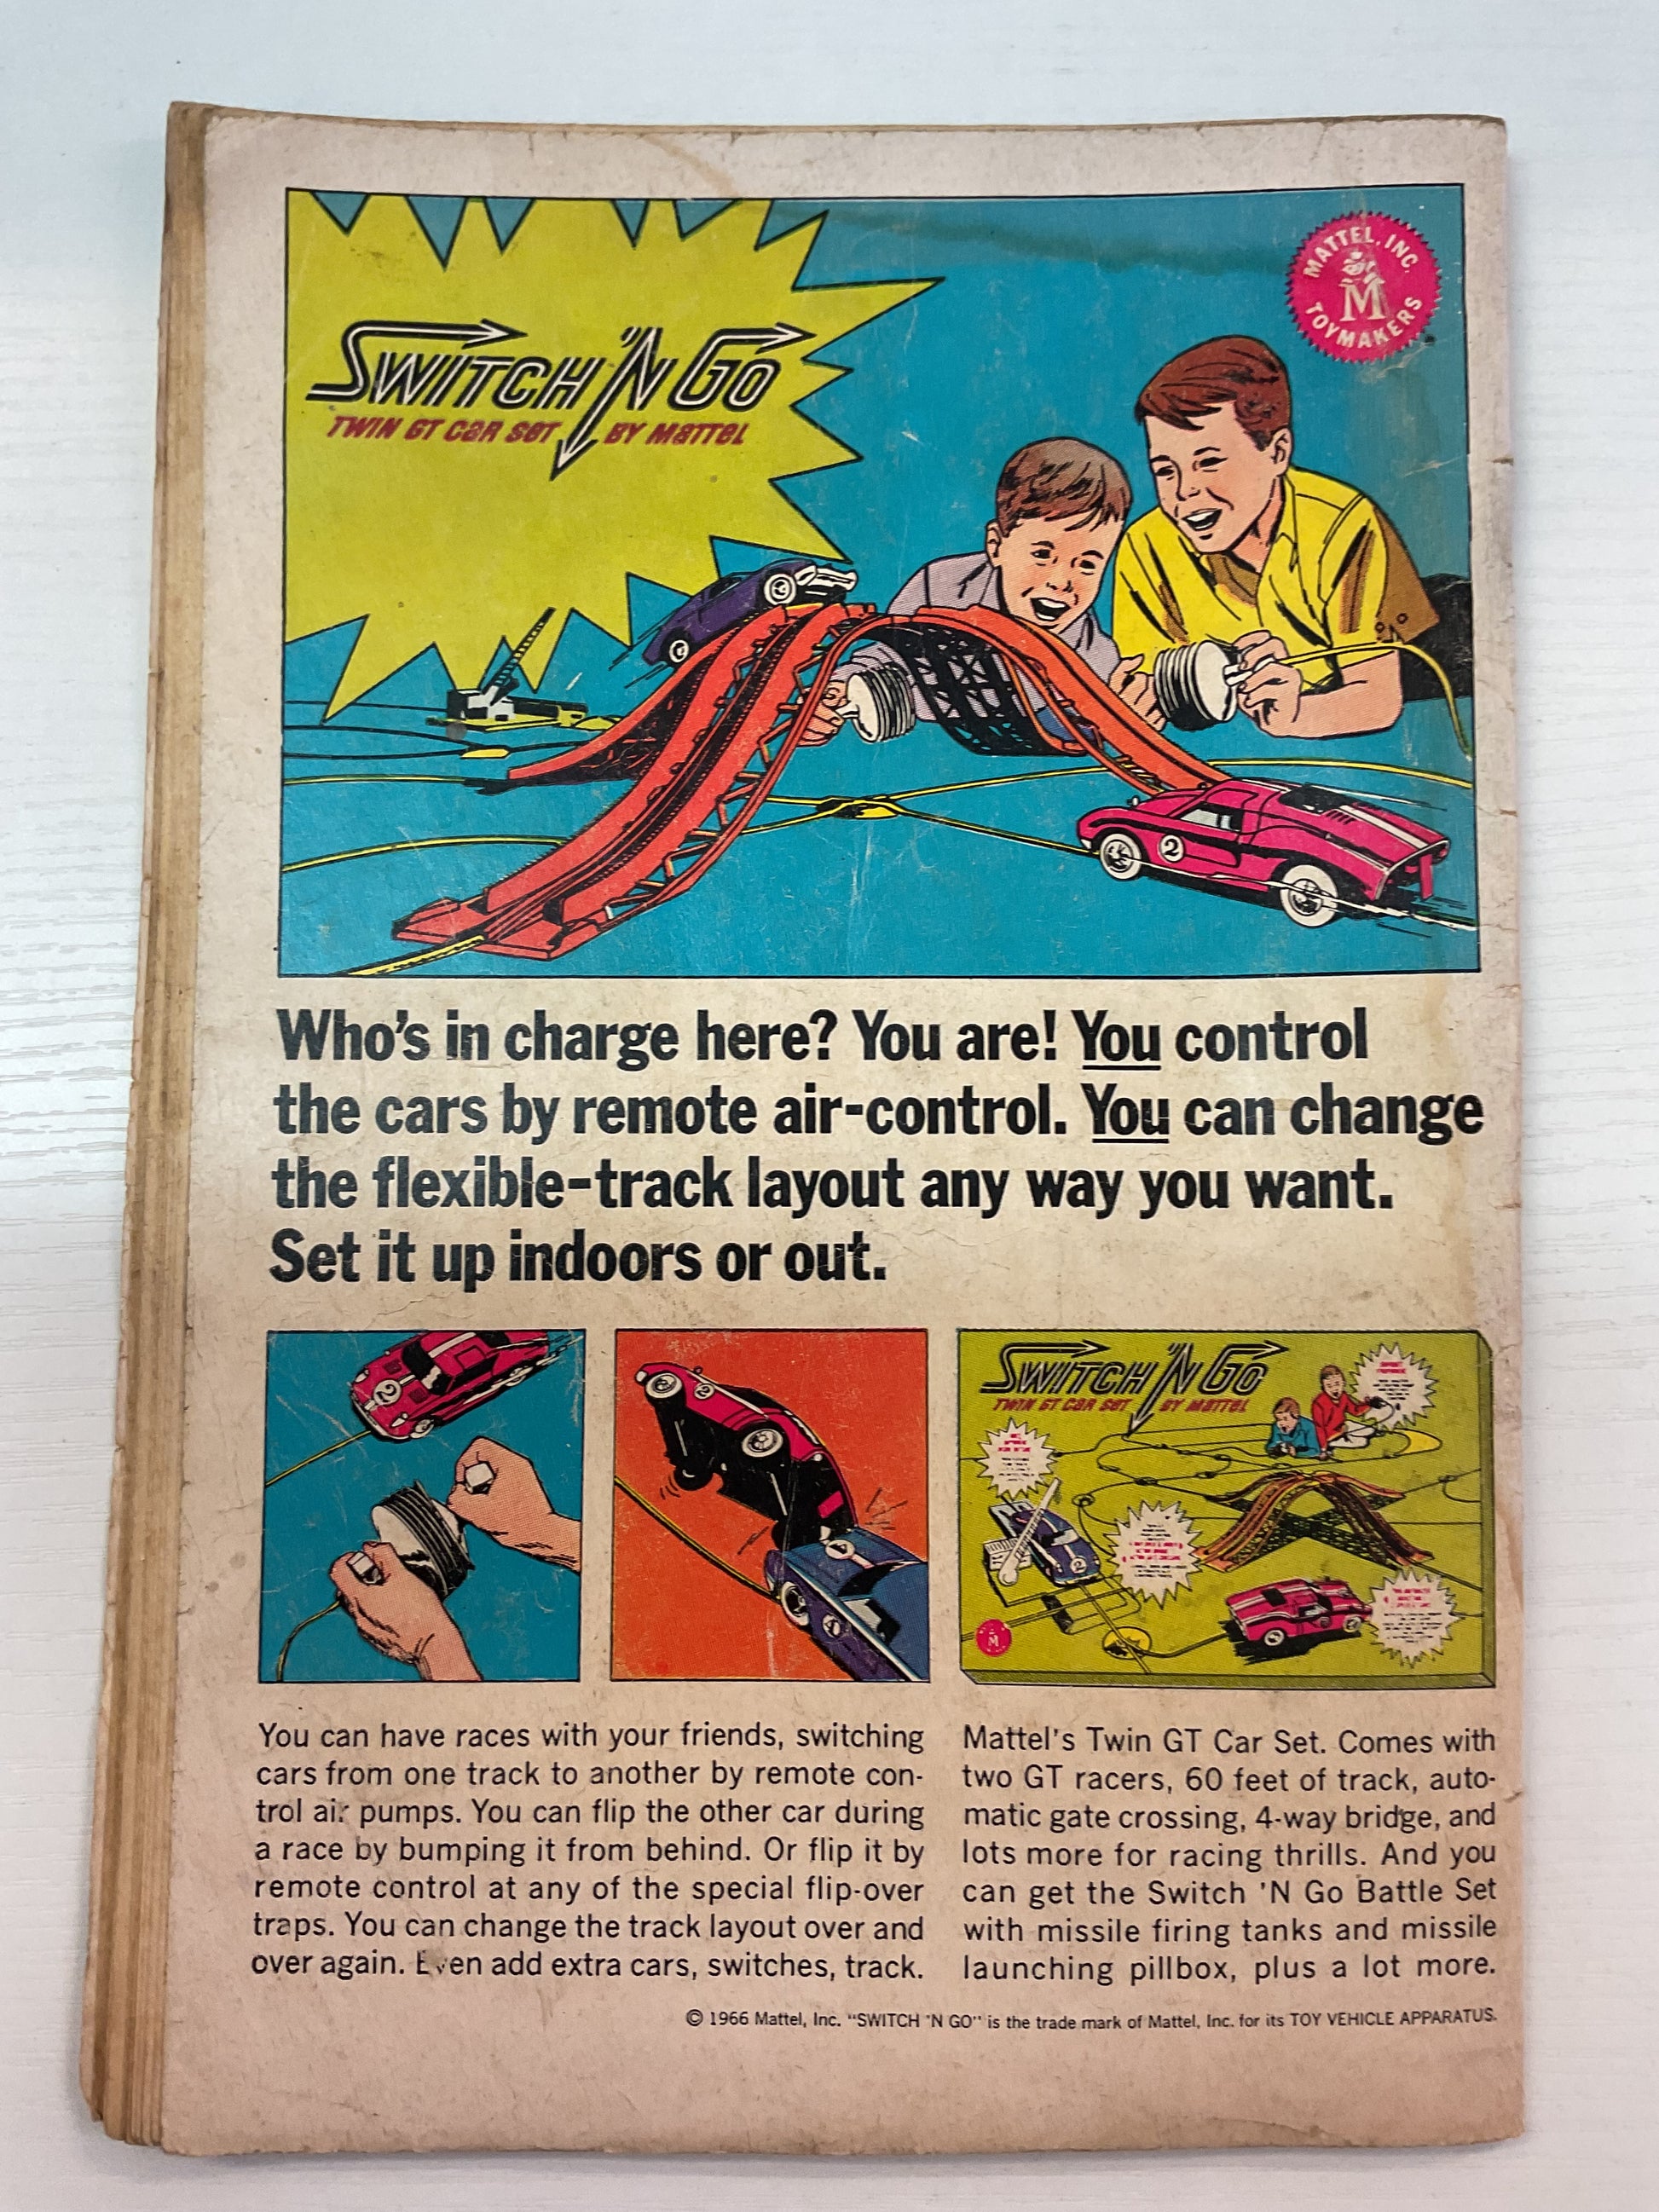 SWITCH 'N GO
TWIN GT CAR SET BY MATTEL
MATTEL, INC.
M
TOYMAKERS
2
Who's in charge here? You are! You control
the cars by remote air-control. You can change
the flexible-track layout any way you want.
Set it up indoors or out.
2
2
SWITCH 'N GO
TWIN GT CAR SET BY MATTEL
2
M
You can have races with your friends, switching
cars from one track to another by remote con-
trol air pumps. You can flip the other car during
a race by bumping it from behind. Or flip it by
remote control at any of the special flip-over
traps. You can change the track layout over and
over again. Even add extra cars, switches, track.
Mattel's Twin GT Car Set. Comes with
two GT racers, 60 feet of track, auto-
matic gate crossing, 4-way bridge, and
lots more for racing thrills. And you
can get the Switch 'N Go Battle Set
with missile firing tanks and missile
launching pillbox, plus a lot more.
© 1966 Mattel, Inc. "SWITCH 'N GO" is the trade mark of Mattel, Inc. for its TOY VEHICLE APPARATUS.